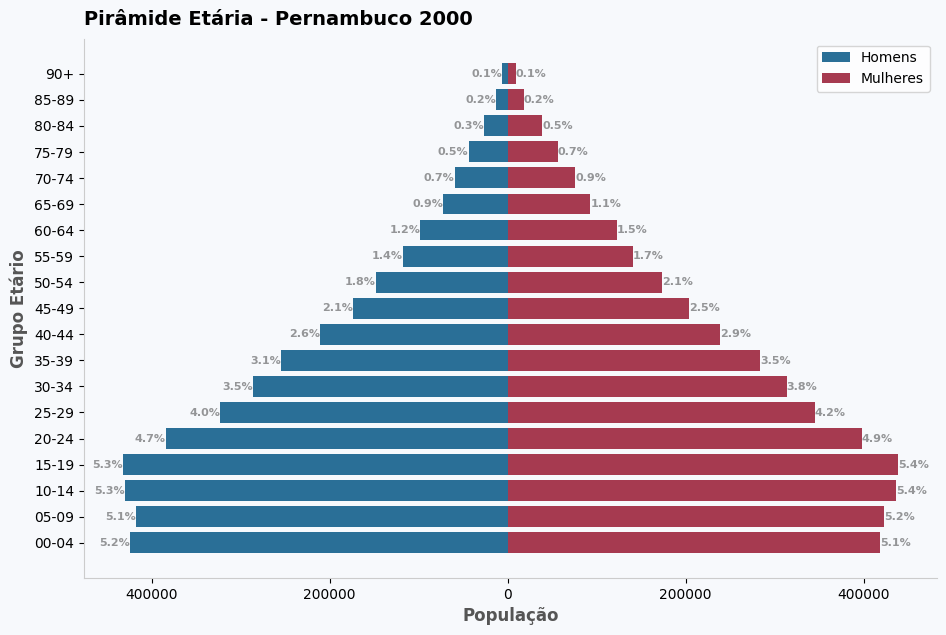 Pirâmide Etária - Pernambuco 2000
Homens
Mulheres
Grupo Etário
90+ 0.1% 0.1%
85-89 0.2% 0.2%
80-84 0.3% 0.5%
75-79 0.5% 0.7%
70-74 0.7% 0.9%
65-69 0.9% 1.1%
60-64 1.2% 1.5%
55-59 1.4% 1.7%
50-54 1.8% 2.1%
45-49 2.1% 2.5%
40-44 2.6% 2.9%
35-39 3.1% 3.5%
30-34 3.5% 3.8%
25-29 4.0% 4.2%
20-24 4.7% 4.9%
15-19 5.3% 5.4%
10-14 5.3% 5.4%
05-09 5.1% 5.2%
00-04 5.2% 5.1%
400000 200000 0 200000 400000
População